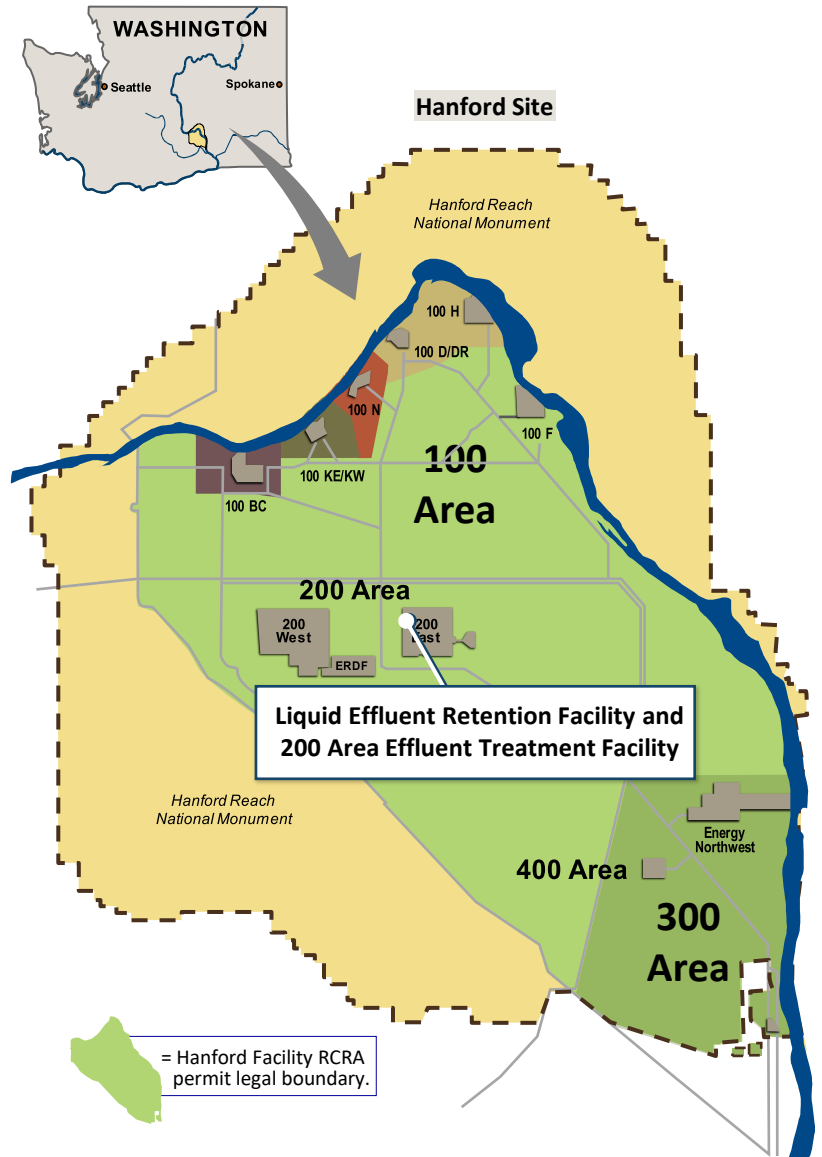 WASHINGTON
Seattle
Spokane
Hanford Site
Hanford Reach
National Monument
100 H
100 D/DR
100 N
100 F
100 KE/KW
100 BC
100
Area
200 Area
200
West
200
East
ERDF
Liquid Effluent Retention Facility and
200 Area Effluent Treatment Facility
Hanford Reach
National Monument
Energy
Northwest
400 Area
300
Area
= Hanford Facility RCRA
permit legal boundary.